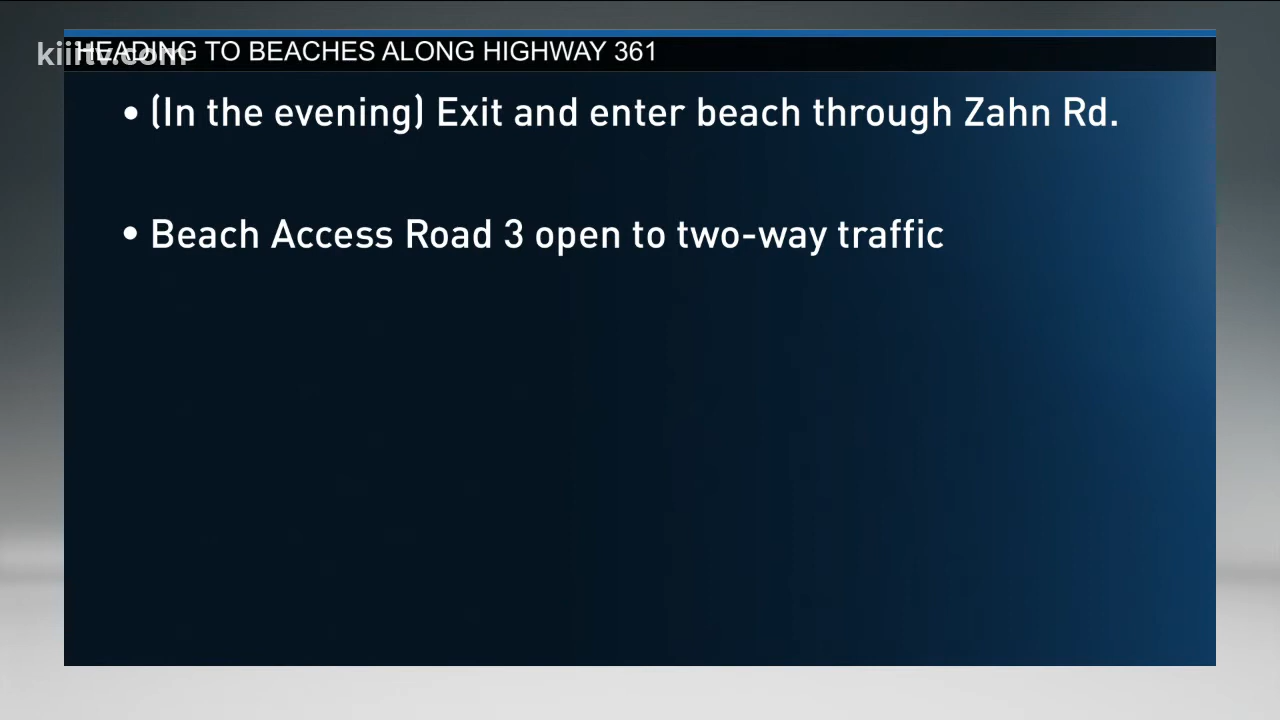 kiiitv.com
HEADING TO BEACHES ALONG HIGHWAY 361
• (In the evening) Exit and enter beach through Zahn Rd.
• Beach Access Road 3 open to two-way traffic